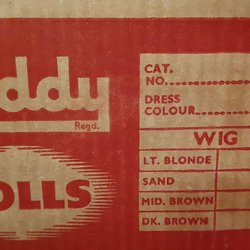 ddy
Regd.
OLLS
CAT.
NO.
DRESS
COLOUR
WIG
LT. BLONDE
SAND
MID. BROWN
DK. BROWN